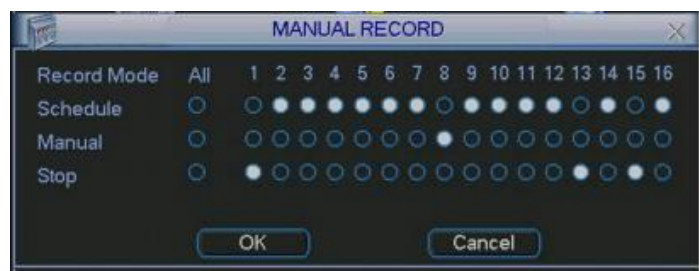 MANUAL RECORD
Record Mode All 1 2 3 4 5 6 7 8 9 10 11 12 13 14 15 16
Schedule
Manual
Stop
OK Cancel